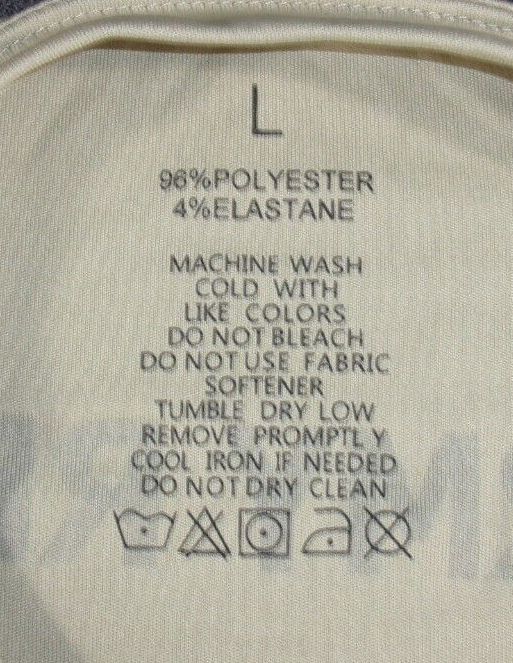 L
96%POLYESTER
4%ELASTANE
MACHINE WASH
COLD WITH
LIKE COLORS
DO NOT BLEACH
DO NOT USE FABRIC
SOFTENER
TUMBLE DRY LOW
REMOVE PROMPTLY
COOL IRON IF NEEDED
DO NOT DRY CLEAN